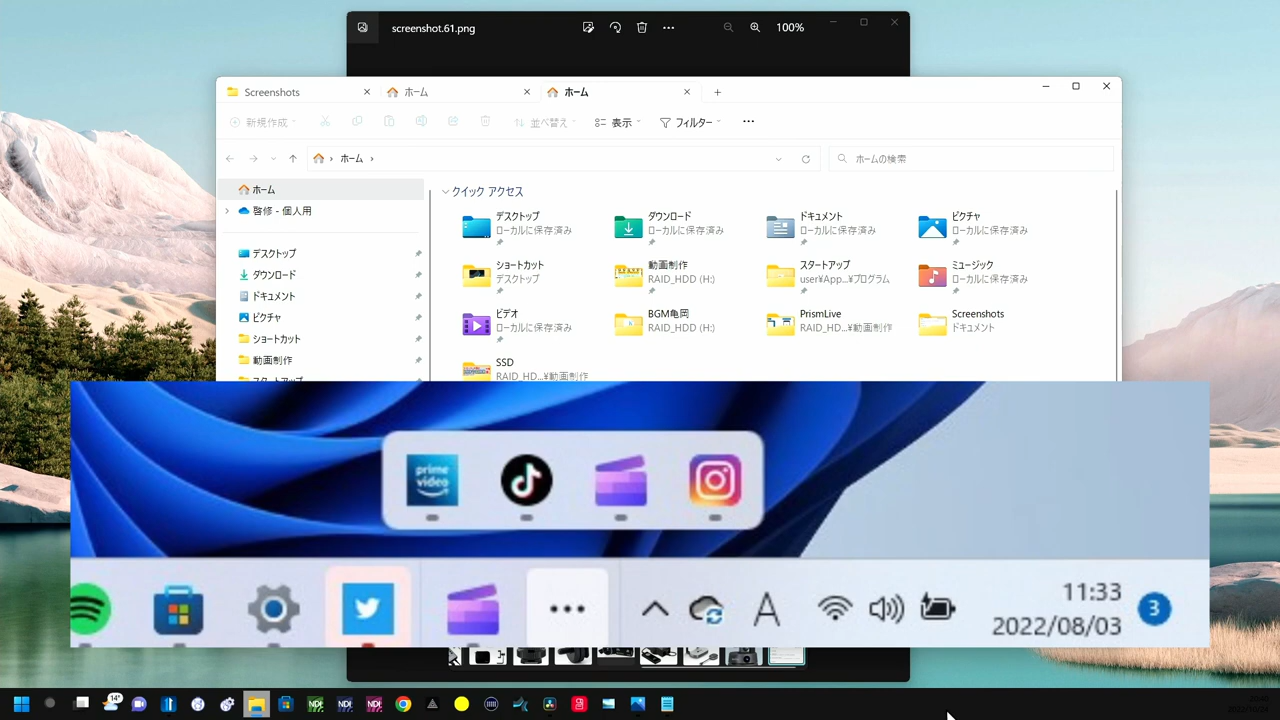 screenshot.61.png
100%
Screenshots
ホーム
ホーム
新規作成
並べ替え
表示
フィルター
ホーム
ホームの検索
ホーム
啓修 - 個人用
デスクトップ
ダウンロード
ドキュメント
ピクチャ
ショートカット
動画制作
クイック アクセス
デスクトップ
ローカルに保存済み
ダウンロード
ローカルに保存済み
ドキュメント
ローカルに保存済み
ピクチャ
ローカルに保存済み
ショートカット
デスクトップ
動画制作
RAID_HDD (H:)
スタートアップ
user¥App...¥プログラム
ミュージック
ローカルに保存済み
ビデオ
ローカルに保存済み
BGM亀岡
RAID_HDD (H:)
PrismLive
RAID_HD...¥動画制作
Screenshots
ドキュメント
SSD
RAID_HD...¥動画制作
prime
video
A
11:33
2022/08/03
3
14°
NDI
NDI
NDI